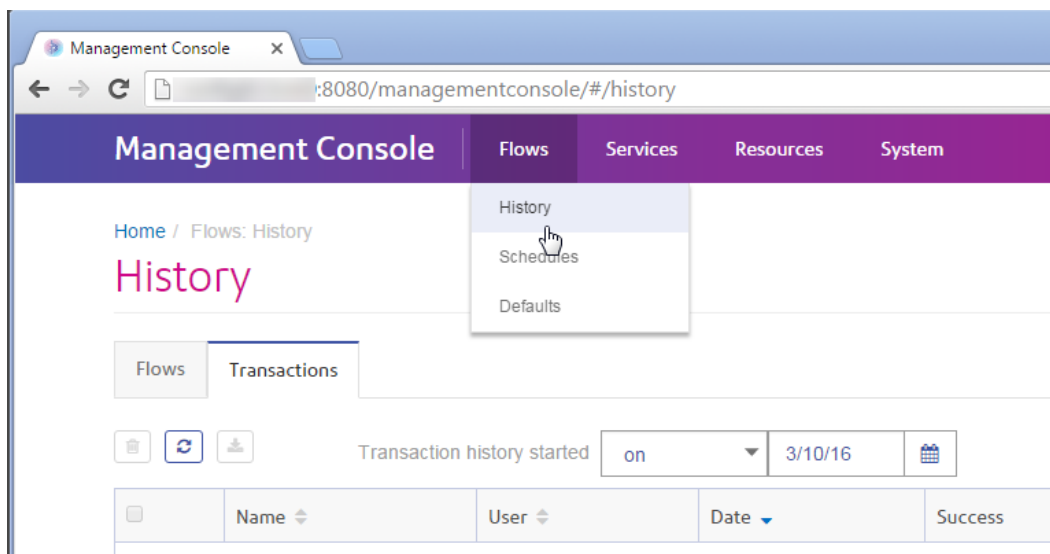 Management Console
:8080/managementconsole/#/history
Management Console Flows Services Resources System
History
Schedules
Defaults
Home / Flows: History
History
Flows Transactions
Transaction history started on 3/10/16
Name User Date Success